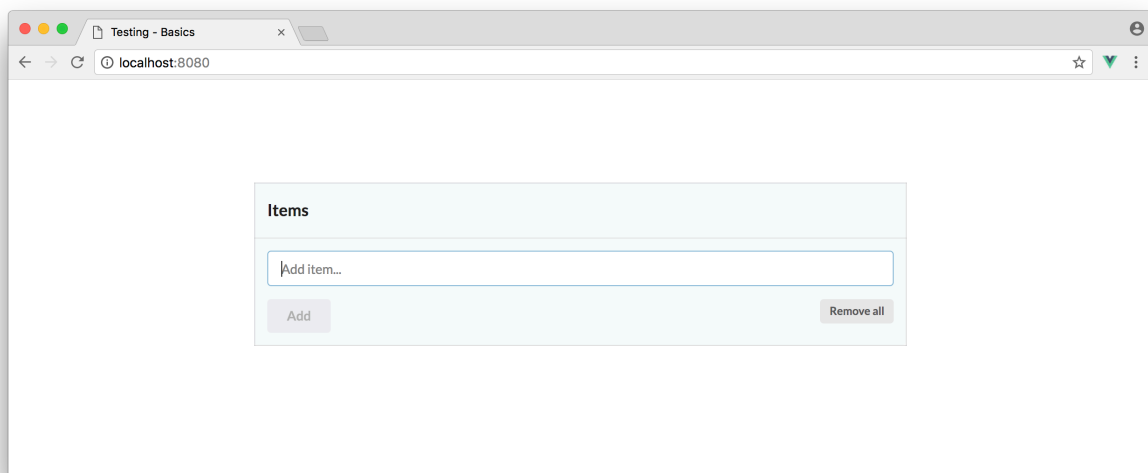 Testing - Basics
localhost:8080
Items
Add item...
Add
Remove all